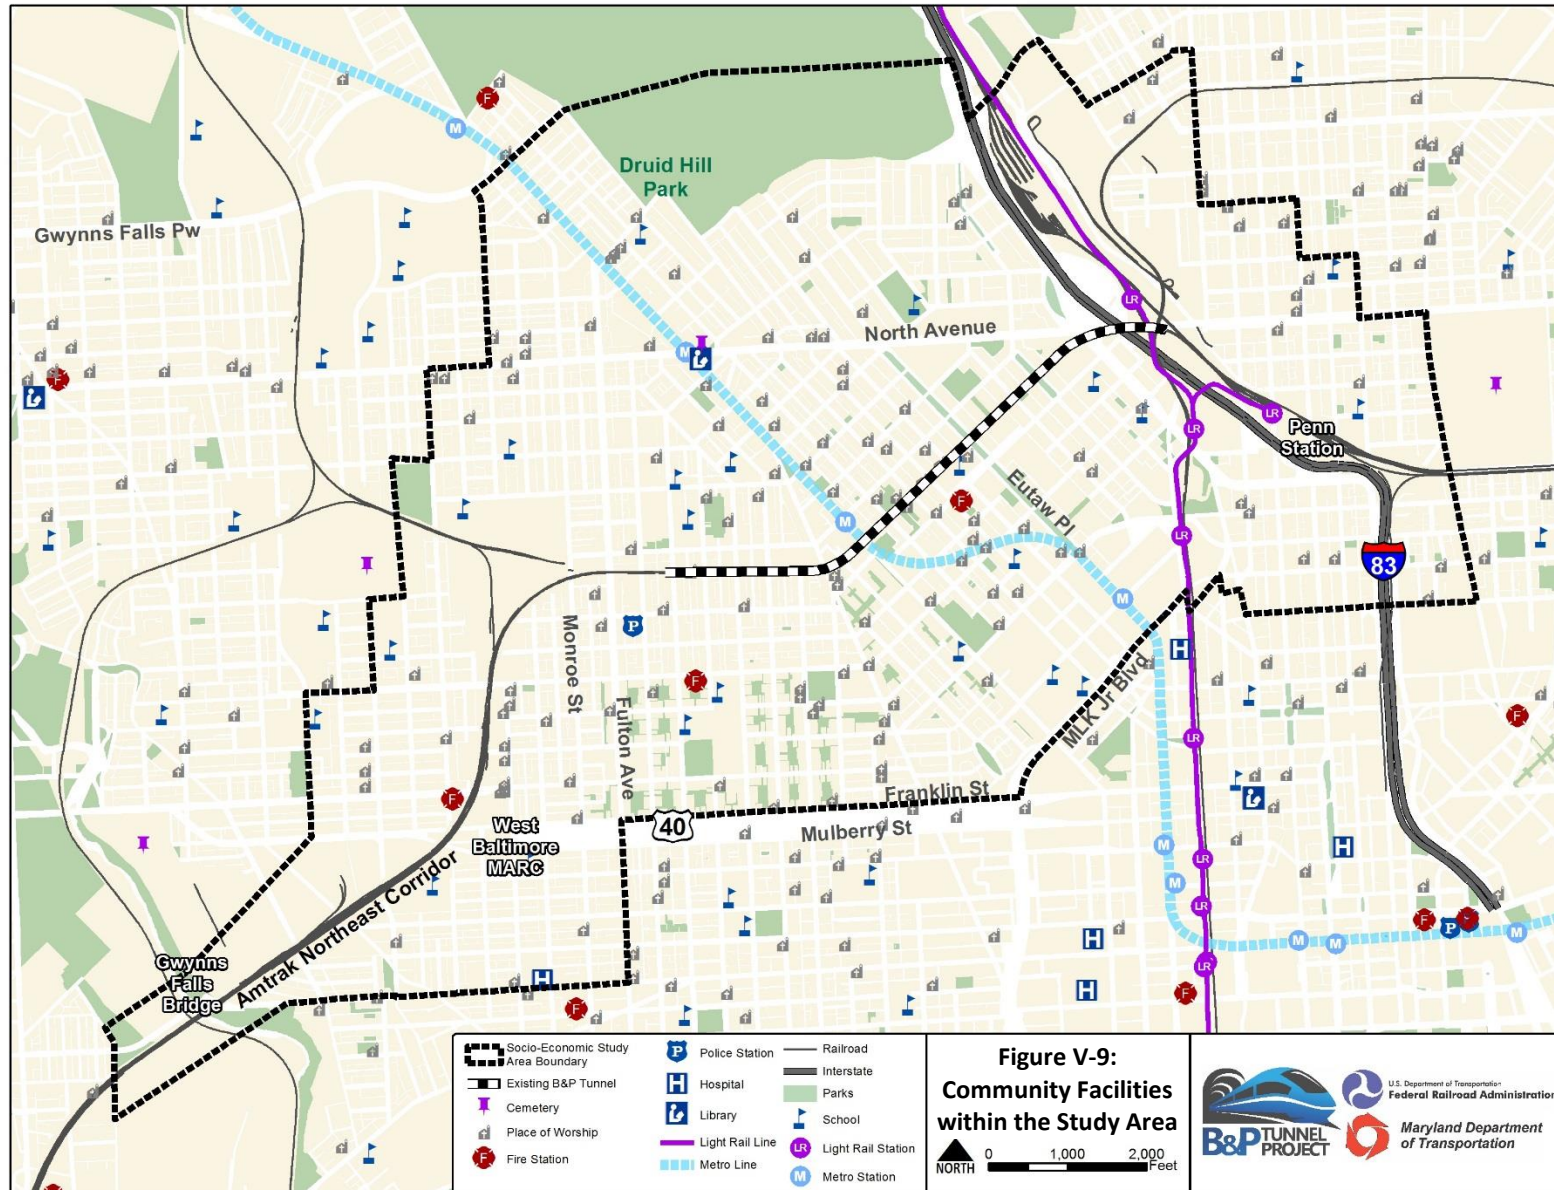 Druid Hill
Park
Gwynns Falls Pw
North Avenue
Penn
Station
Eutaw Pl
83
Monroe St
Fulton Ave
MLK Jr Blvd
Franklin St
40
Mulberry St
West
Baltimore
MARC
Amtrak Northeast Corridor
Gwynns
Falls
Bridge
Socio-Economic Study
Area Boundary
Existing B&P Tunnel
Cemetery
Place of Worship
Fire Station
Police Station
Hospital
Library
Light Rail Line
Metro Line
Railroad
Interstate
Parks
School
Light Rail Station
Metro Station
Figure V-9:
Community Facilities
within the Study Area
NORTH
0 1,000 2,000
Feet
B&P TUNNEL
PROJECT
U.S. Department of Transportation
Federal Railroad Administration
Maryland Department
of Transportation